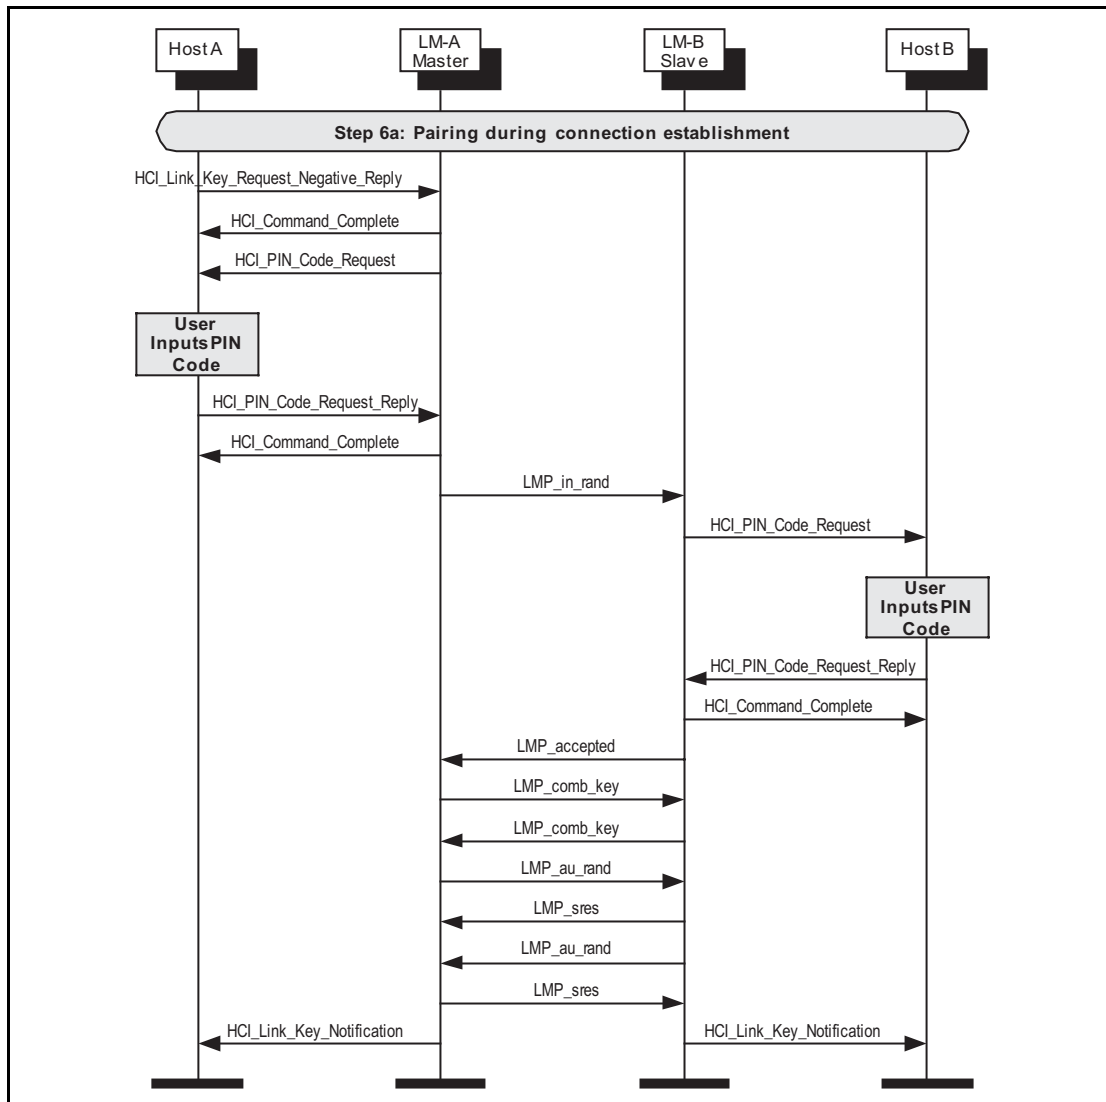 Host A
LM-A
Master
LM-B
Slave
Host B
Step 6a: Pairing during connection establishment
HCI_Link_Key_Request_Negative_Reply
HCI_Command_Complete
HCI_PIN_Code_Request
User
Inputs PIN
Code
HCI_PIN_Code_Request_Reply
HCI_Command_Complete
LMP_in_rand
HCI_PIN_Code_Request
User
Inputs PIN
Code
HCI_PIN_Code_Request_Reply
HCI_Command_Complete
LMP_accepted
LMP_comb_key
LMP_comb_key
LMP_au_rand
LMP_sres
LMP_au_rand
LMP_sres
HCI_Link_Key_Notification
HCI_Link_Key_Notification